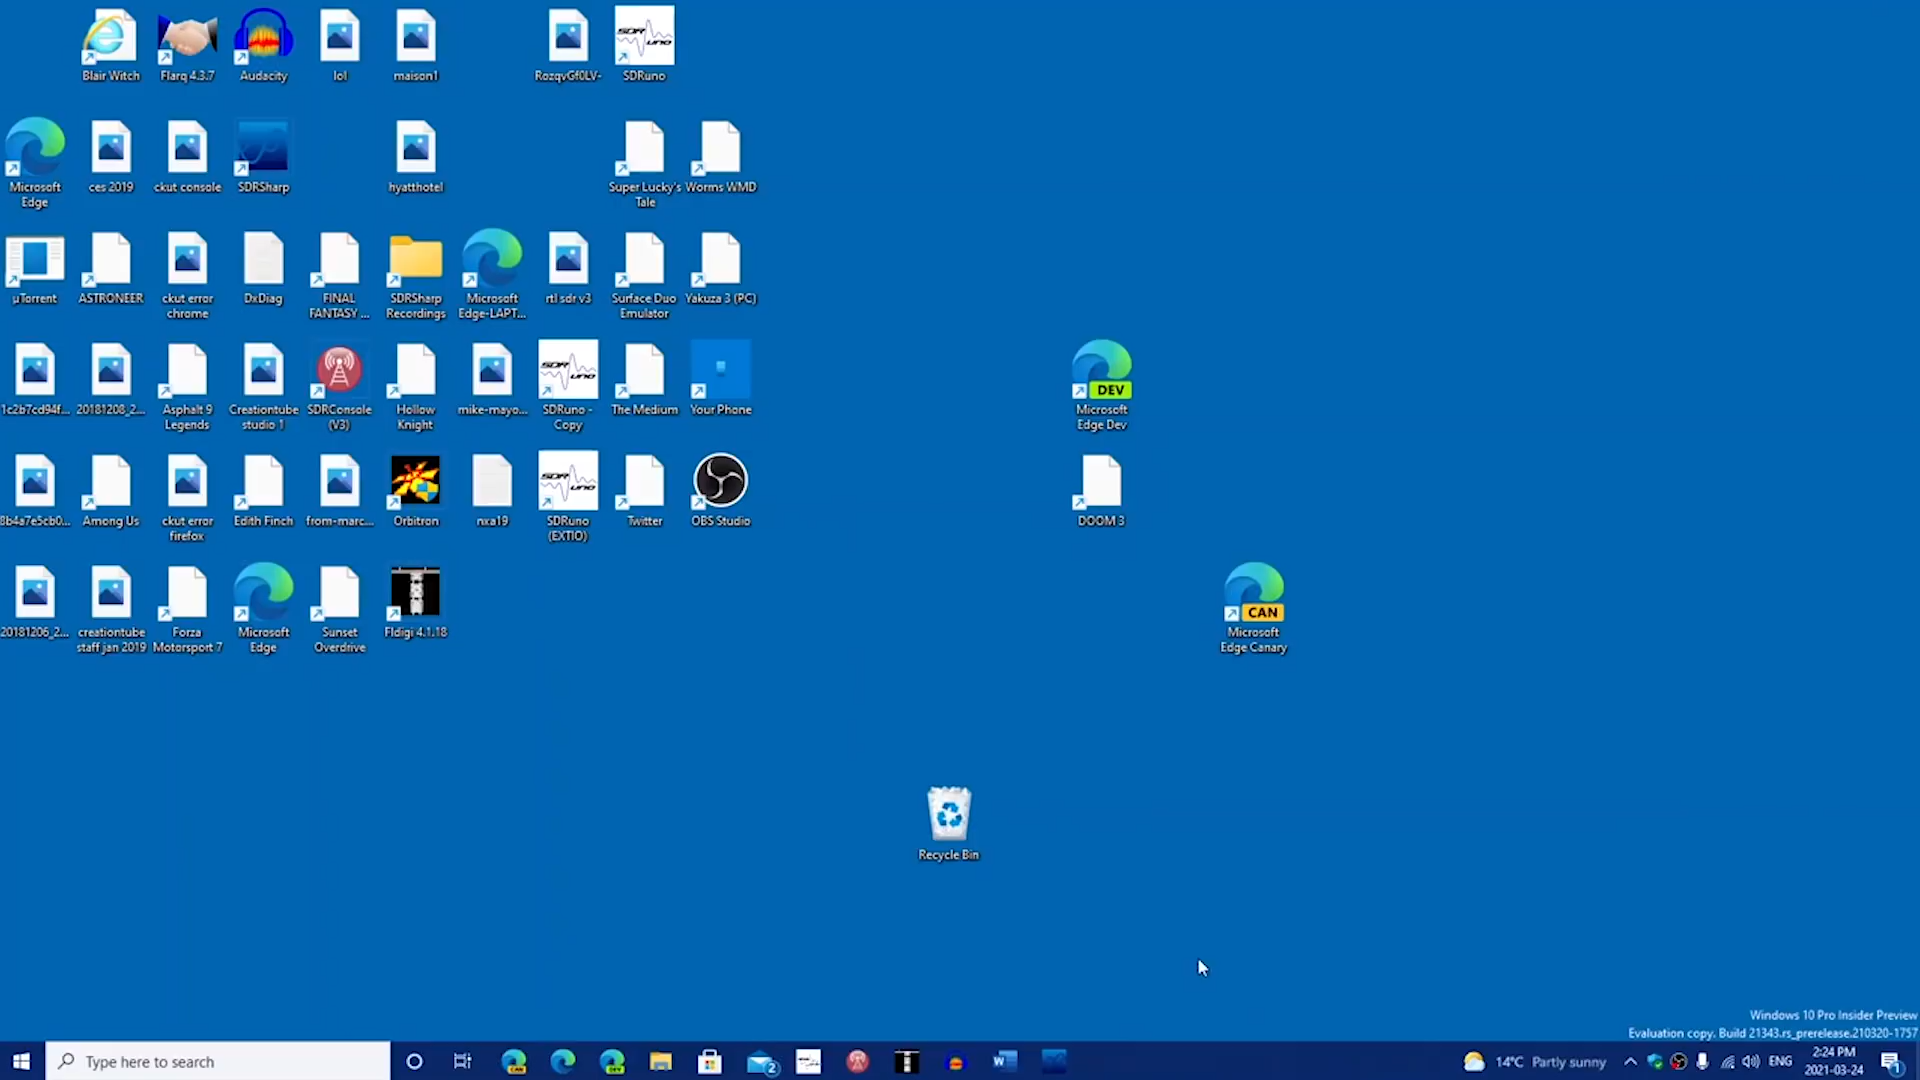 Blair Witch
Flarq 4.3.7
Audacity
lol
maison1
RozqvGf0LV-
SDRuno
Microsoft
Edge
ces 2019
ckut console
SDRSharp
hyatthotel
Super Lucky's
Tale
Worms WMD
µTorrent
ASTRONEER
ckut error
chrome
DxDiag
FINAL
FANTASY ...
SDRSharp
Recordings
Microsoft
Edge-LAPT...
rtl sdr v3
Surface Duo
Emulator
Yakuza 3 (PC)
1c2b7cd94f...
20181208_2...
Asphalt 9
Legends
Creationtube
studio 1
SDRConsole
(V3)
Hollow
Knight
mike-mayo...
SDRuno -
Copy
The Medium
Your Phone
DEV
Microsoft
Edge Dev
8b4a7e5cb0...
Among Us
ckut error
firefox
Edith Finch
from-marc...
Orbitron
nxa19
SDRuno
(EXTIO)
Twitter
OBS Studio
DOOM 3
20181206_2...
creationtube
staff jan 2019
Forza
Motorsport 7
Microsoft
Edge
Sunset
Overdrive
Fldigi 4.1.18
CAN
Microsoft
Edge Canary
Recycle Bin
Windows 10 Pro Insider Preview
Evaluation copy. Build 21343.rs_prerelease.210320-1757
Type here to search
14°C Partly sunny
ENG
2:24 PM
2021-03-24